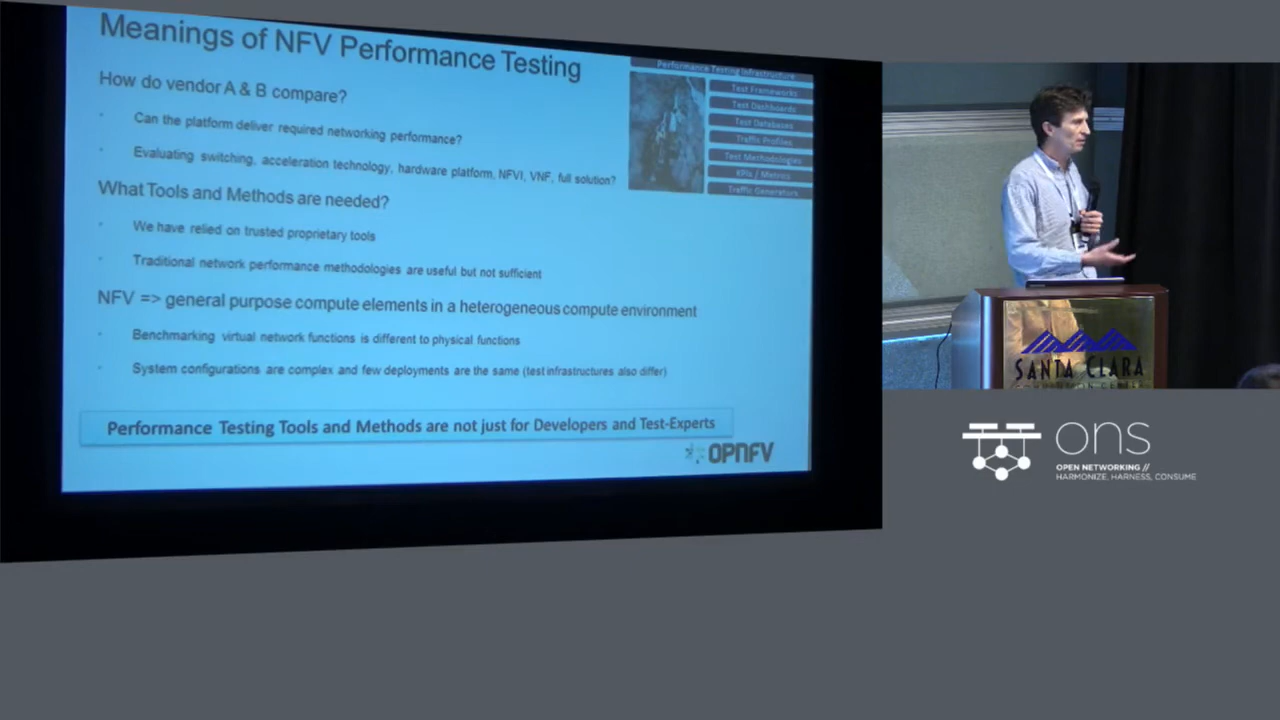 Meanings of NFV Performance Testing
How do vendor A & B compare?
Can the platform deliver required networking performance?
Evaluating switching, acceleration technology, hardware platform, NFVI, VNF, full solution?
What Tools and Methods are needed?
We have relied on trusted proprietary tools
Traditional network performance methodologies are useful but not sufficient
NFV => general purpose compute elements in a heterogeneous compute environment
Benchmarking virtual network functions is different to physical functions
System configurations are complex and few deployments are the same (test infrastructures also differ)
Performance Testing Tools and Methods are not just for Developers and Test-Experts
OPNFV
Performance Testing Infrastructure
Test Frameworks
Test Dashboards
Test Databases
Traffic Profiles
Test Methodologies
KPIs / Metrics
Traffic Generators
SANTA CLARA
CONVENTION CENTER
ons
OPEN NETWORKING //
HARMONIZE, HARNESS, CONSUME